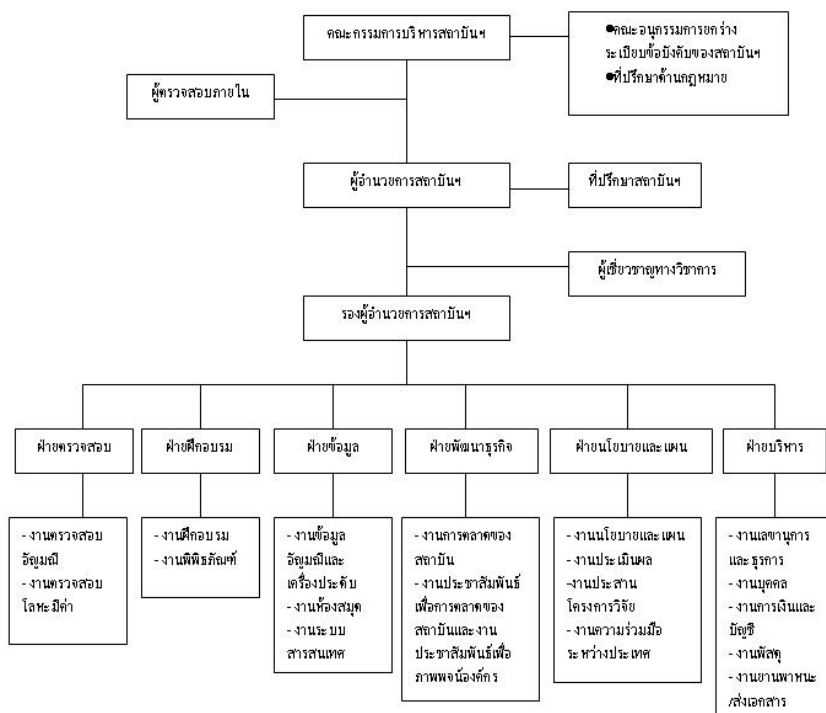 คณะกรรมการบริหารสถาบันฯ
●คณะอนุกรรมการยกร่าง
ระเบียบข้อบังคับของสถาบันฯ
●ที่ปรึกษาด้านกฎหมาย
ผู้ตรวจสอบภายใน
ผู้อำนวยการสถาบันฯ
ที่ปรึกษาสถาบันฯ
ผู้เชี่ยวชาญทางวิชาการ
รองผู้อำนวยการสถาบันฯ
ฝ่ายตรวจสอบ
ฝ่ายฝึกอบรม
ฝ่ายข้อมูล
ฝ่ายพัฒนาธุรกิจ
ฝ่ายนโยบายและแผน
ฝ่ายบริหาร
- งานตรวจสอบ
อัญมณี
- งานตรวจสอบ
โลหะมีค่า
- งานฝึกอบรม
- งานพิพิธภัณฑ์
- งานข้อมูล
อัญมณีและ
เครื่องประดับ
- งานห้องสมุด
- งานระบบ
สารสนเทศ
- งานการตลาดของ
สถาบัน
- งานประชาสัมพันธ์
เพื่อการตลาดของ
สถาบันและงาน
ประชาสัมพันธ์เพื่อ
ภาพพจน์องค์กร
- งานนโยบายและแผน
- งานประเมินผล
-งานประสาน
โครงการวิจัย
- งานความร่วมมือ
ระหว่างประเทศ
- งานเลขานุการ
และธุรการ
- งานบุคคล
- งานการเงินและ
บัญชี
- งานพัสดุ
- งานยานพาหนะ
/ส่งเอกสาร